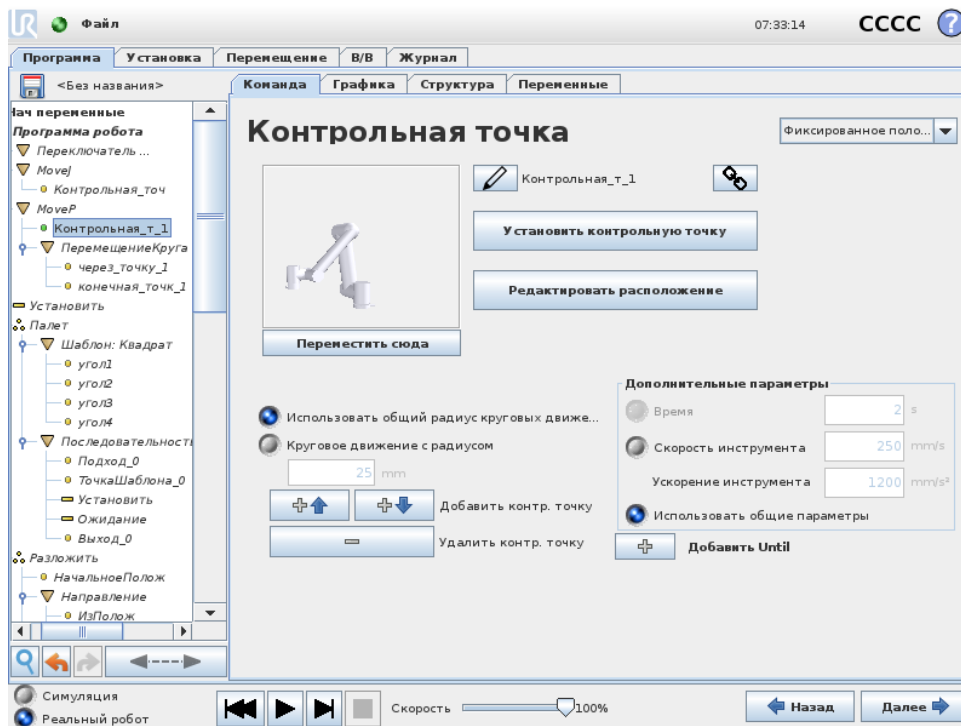 UR Файл 07:33:14 CCCC ?
Программа Установка Перемещение В/В Журнал
<Без названия>
Команда Графика Структура Переменные
Нач переменные
Программа робота
Переключатель ...
MoveJ
Контрольная_точ
MoveP
Контрольная_т_1
ПеремещениеКруга
через_точку_1
конечная_точк_1
Установить
Палет
Шаблон: Квадрат
угол1
угол2
угол3
угол4
Последовательность
Подход_0
ТочкаШаблона_0
Установить
Ожидание
Выход_0
Разложить
НачальноеПолож
Направление
ИзПолож
Контрольная точка
Фиксированное поло...
Контрольная_т_1
Установить контрольную точку
Редактировать расположение
Переместить сюда
Использовать общий радиус круговых движе...
Круговое движение с радиусом
25 mm
Добавить контр. точку
Удалить контр. точку
Дополнительные параметры
Время 2 s
Скорость инструмента 250 mm/s
Ускорение инструмента 1200 mm/s²
Использовать общие параметры
Добавить Until
Симуляция
Реальный робот
Скорость 100%
Назад Далее